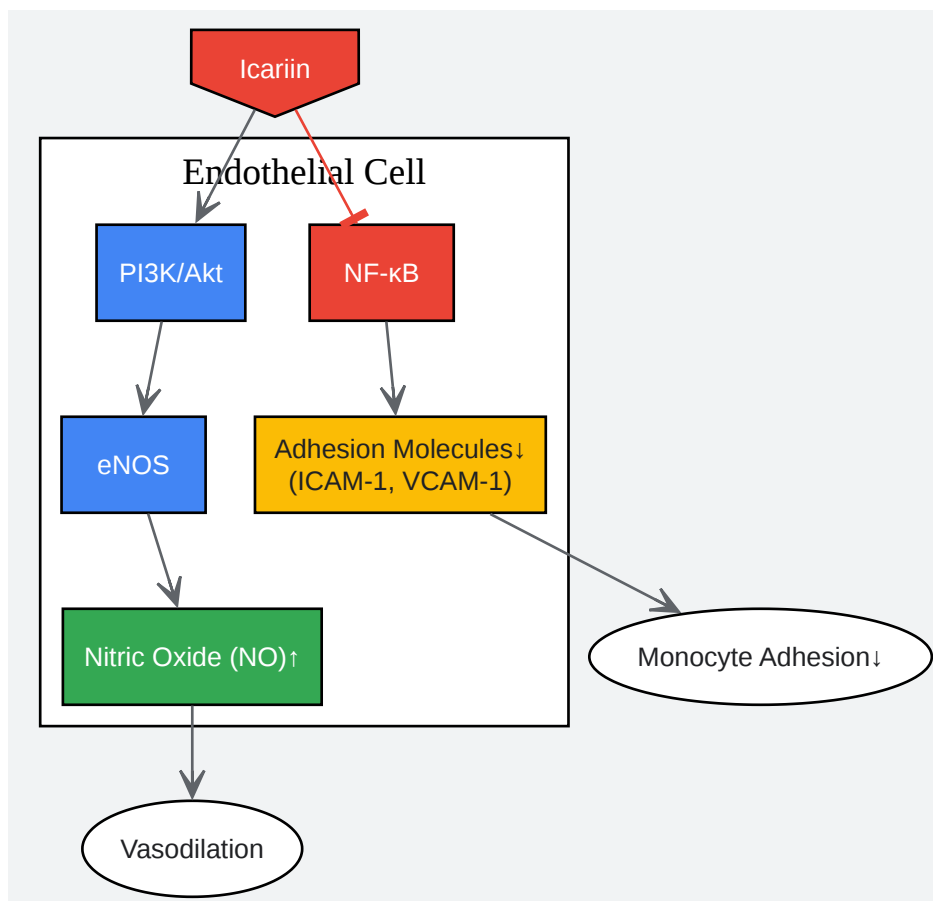 Icariin
Endothelial Cell
PI3K/Akt
NF-κB
eNOS
Adhesion Molecules↓
(ICAM-1, VCAM-1)
Nitric Oxide (NO)↑
Monocyte Adhesion↓
Vasodilation